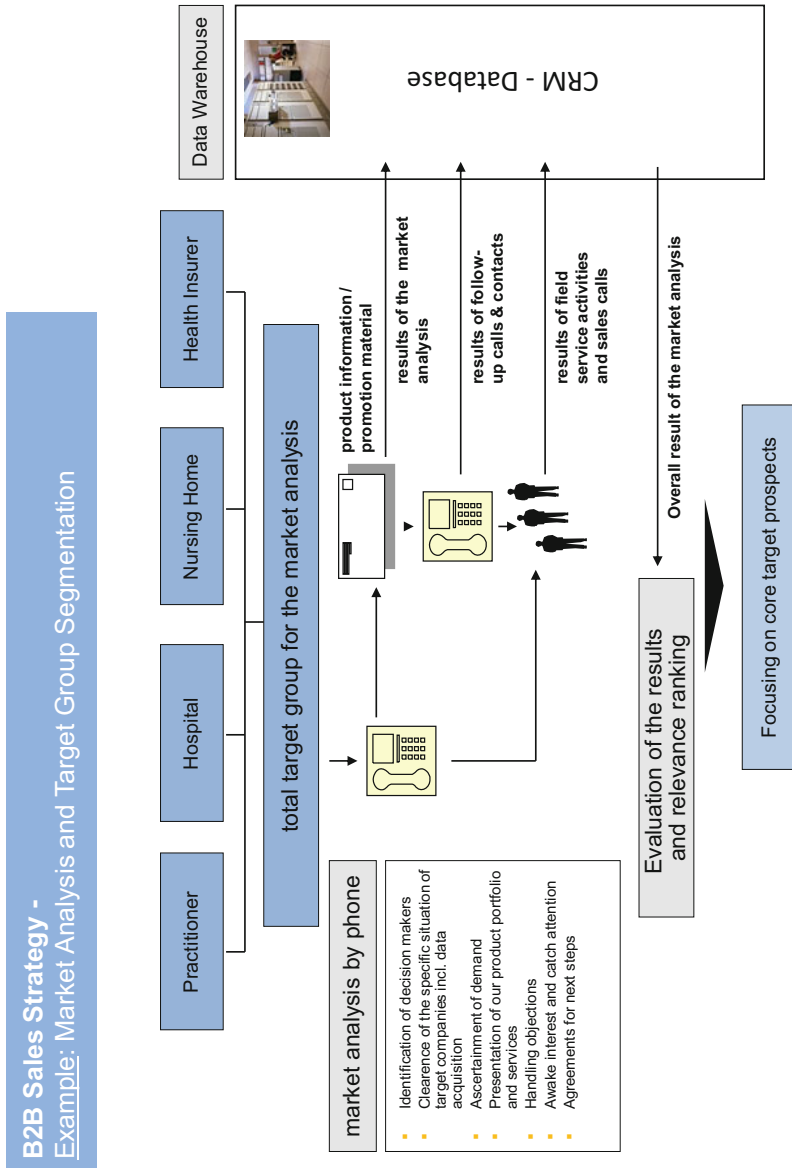 B2B Sales Strategy -
Example: Market Analysis and Target Group Segmentation
Practitioner
Hospital
Nursing Home
Health Insurer
Data Warehouse
total target group for the market analysis
market analysis by phone
Identification of decision makers
Clearence of the specific situation of
target companies incl. data
acquisition
Ascertainment of demand
Presentation of our product portfolio
and services
Handling objections
Awake interest and catch attention
Agreements for next steps
product information /
promotion material
results of the market
analysis
results of follow-
up calls & contacts
results of field
service activities
and sales calls
CRM - Database
Overall result of the market analysis
Evaluation of the results
and relevance ranking
Focusing on core target prospects